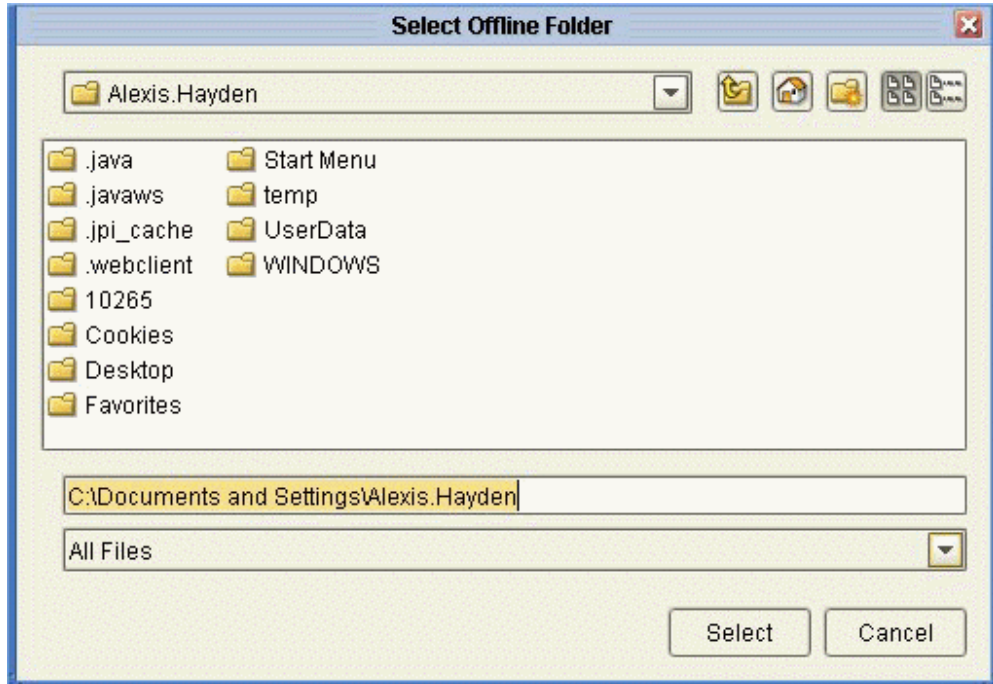 Select Offline Folder
Alexis.Hayden
.java
.javaws
.jpi_cache
.webclient
10265
Cookies
Desktop
Favorites
Start Menu
temp
UserData
WINDOWS
C:\Documents and Settings\Alexis.Hayden
All Files
Select
Cancel